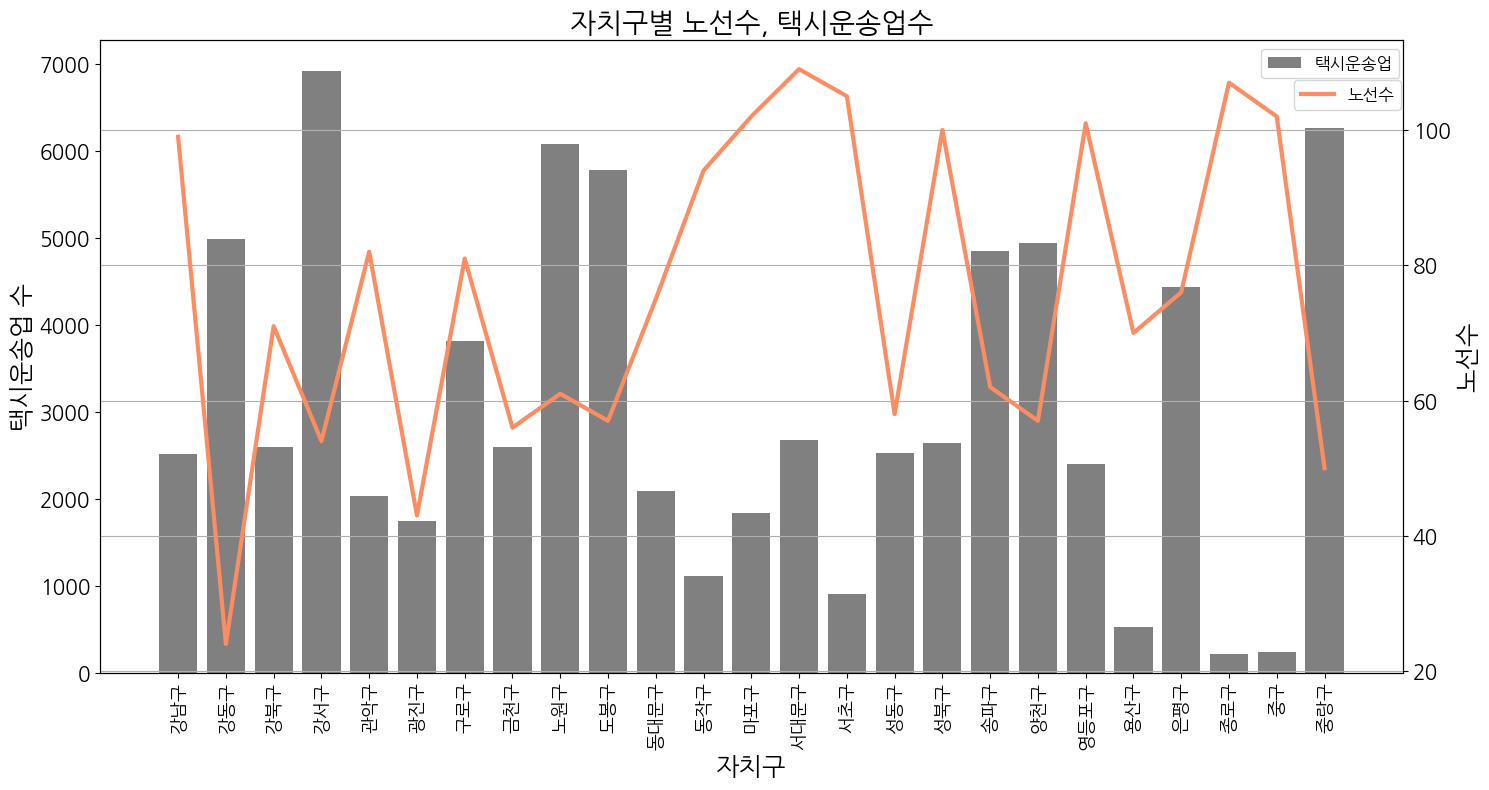 자치구별 노선수, 택시운송업수
택시운송업
노선수
택시운송업 수
7000
6000
5000
4000
3000
2000
1000
0
100
80
60
40
20
노선수
강남구
강동구
강북구
강서구
관악구
광진구
구로구
금천구
노원구
도봉구
동대문구
동작구
마포구
서대문구
서초구
성동구
성북구
송파구
양천구
영등포구
용산구
은평구
종로구
중구
중랑구
자치구